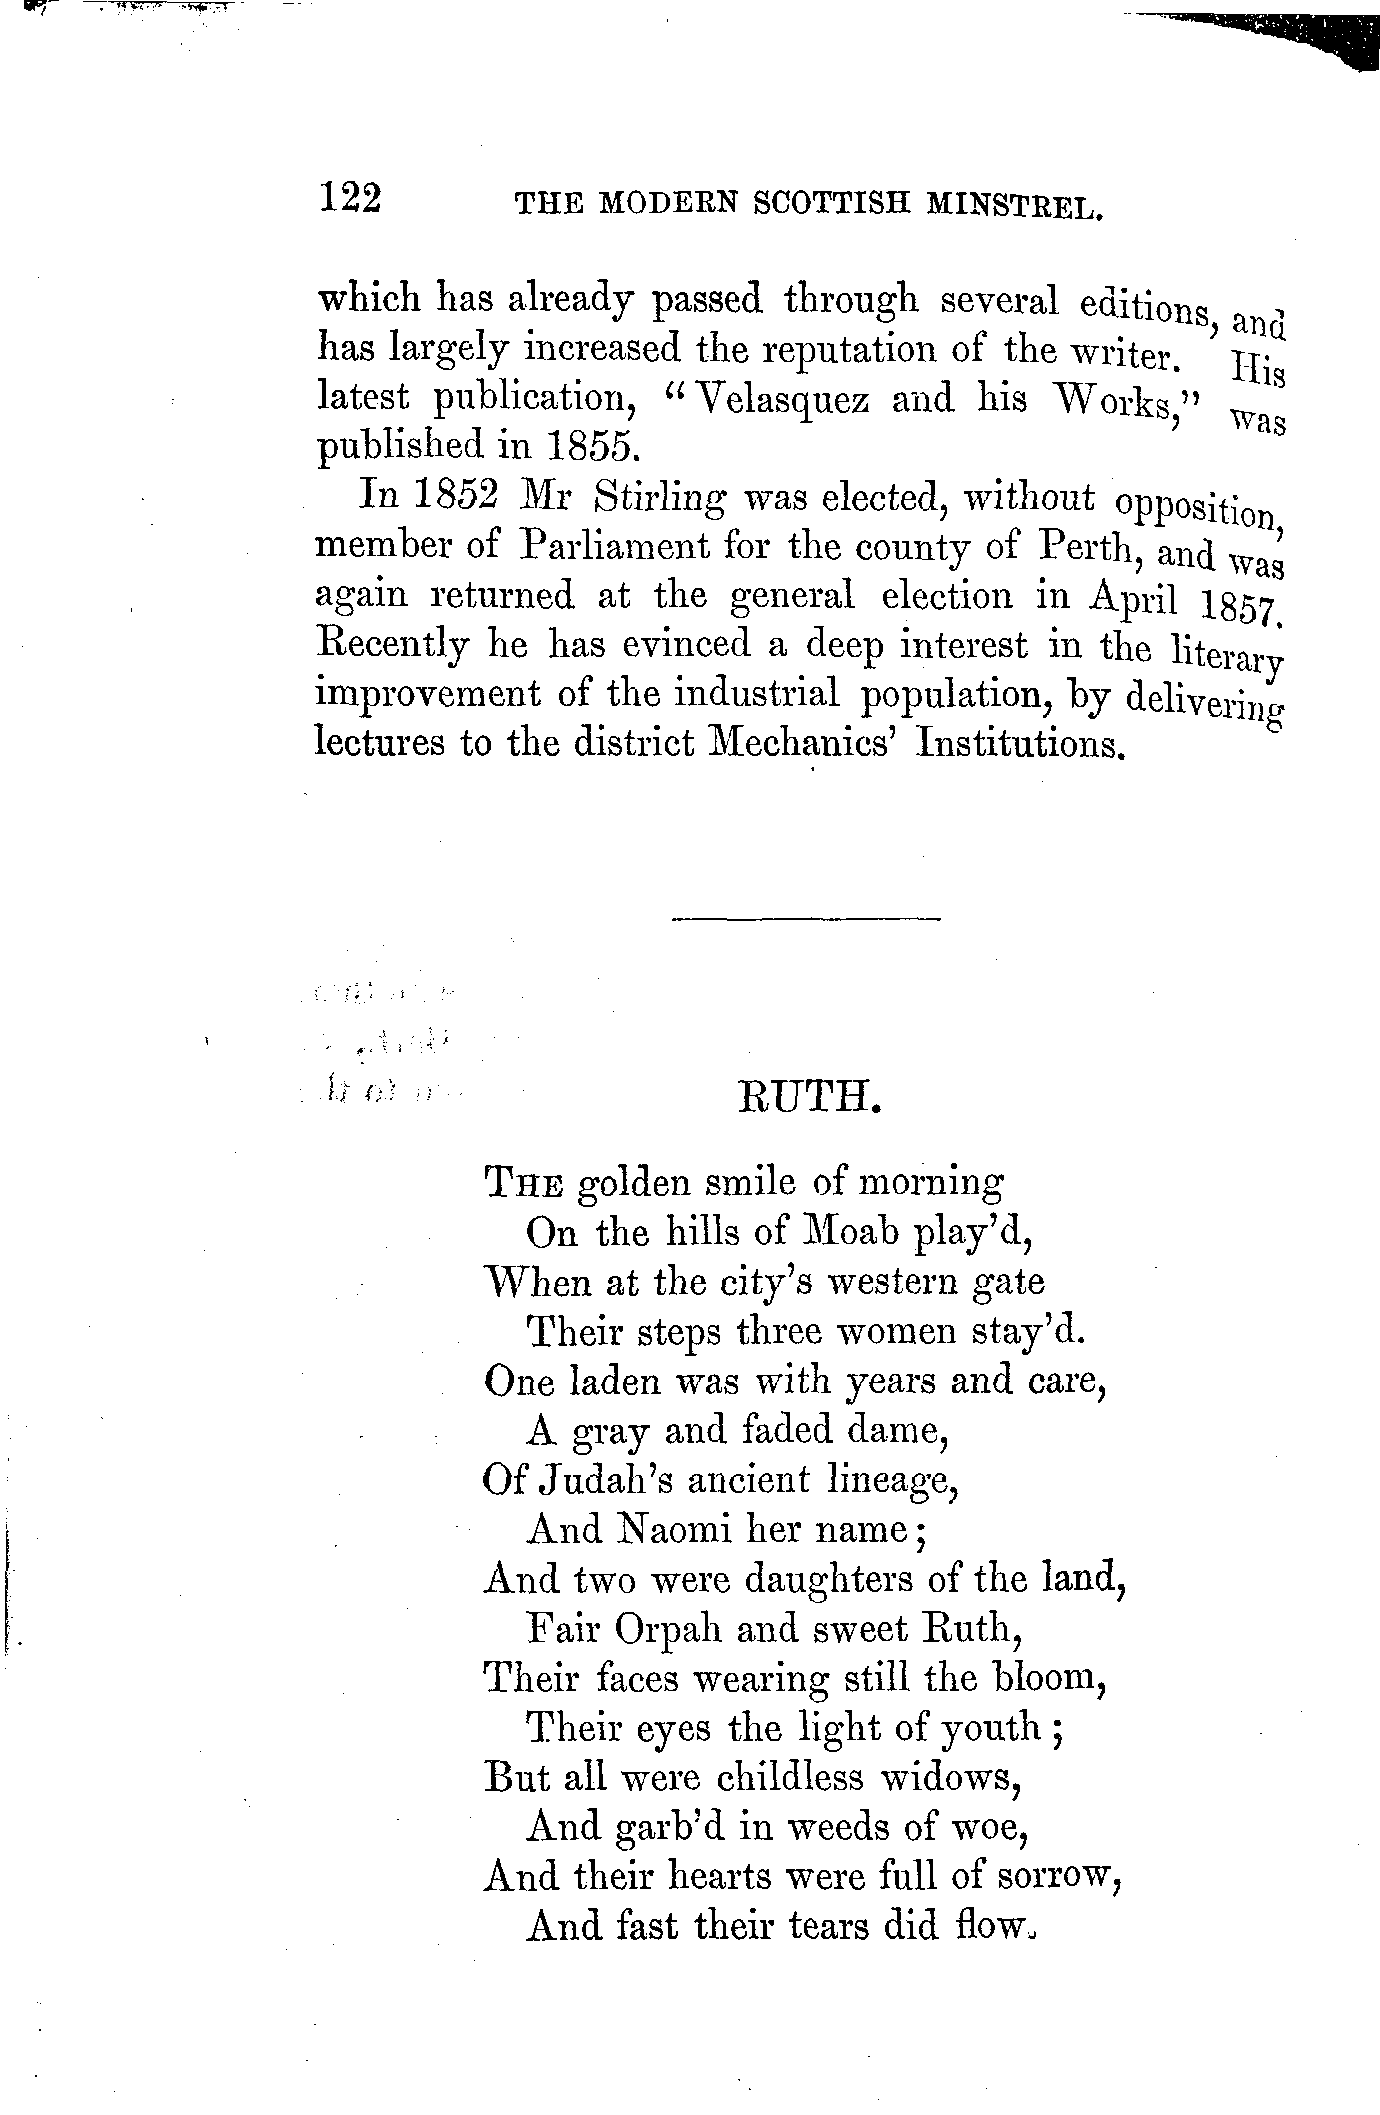 122 THE MODERN SCOTTISH MINSTREL.
which has already passed through several editions, and
has largely increased the reputation of the writer. His
latest publication, “Velasquez and his Works,” was
published in 1855.
In 1852 Mr Stirling was elected, without opposition,
member of Parliament for the county of Perth, and was
again returned at the general election in April 1857.
Recently he has evinced a deep interest in the literary
improvement of the industrial population, by delivering
lectures to the district Mechanics’ Institutions.
RUTH.
THE golden smile of morning
On the hills of Moab play’d,
When at the city’s western gate
Their steps three women stay’d.
One laden was with years and care,
A gray and faded dame,
Of Judah’s ancient lineage,
And Naomi her name;
And two were daughters of the land,
Fair Orpah and sweet Ruth,
Their faces wearing still the bloom,
Their eyes the light of youth;
But all were childless widows,
And garb’d in weeds of woe,
And their hearts were full of sorrow,
And fast their tears did flow.